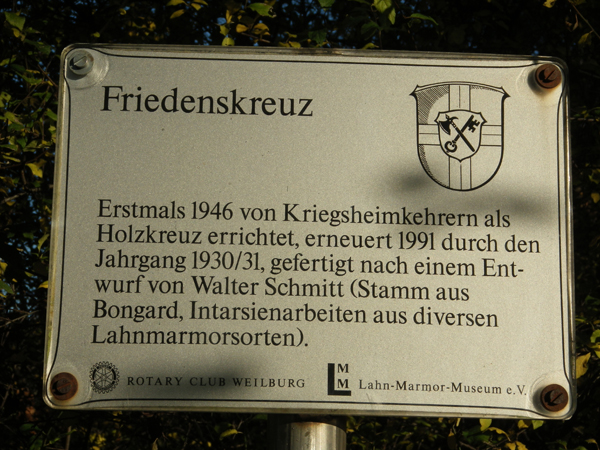 Friedenskreuz
Erstmals 1946 von Kriegsheimkehrern als
Holzkreuz errichtet, erneuert 1991 durch den
Jahrgang 1930/31, gefertigt nach einem Ent-
wurf von Walter Schmitt (Stamm aus
Bongard, Intarsienarbeiten aus diversen
Lahnmarmorsorten).
ROTARY CLUB WEILBURG
LMM Lahn-Marmor-Museum e.V.